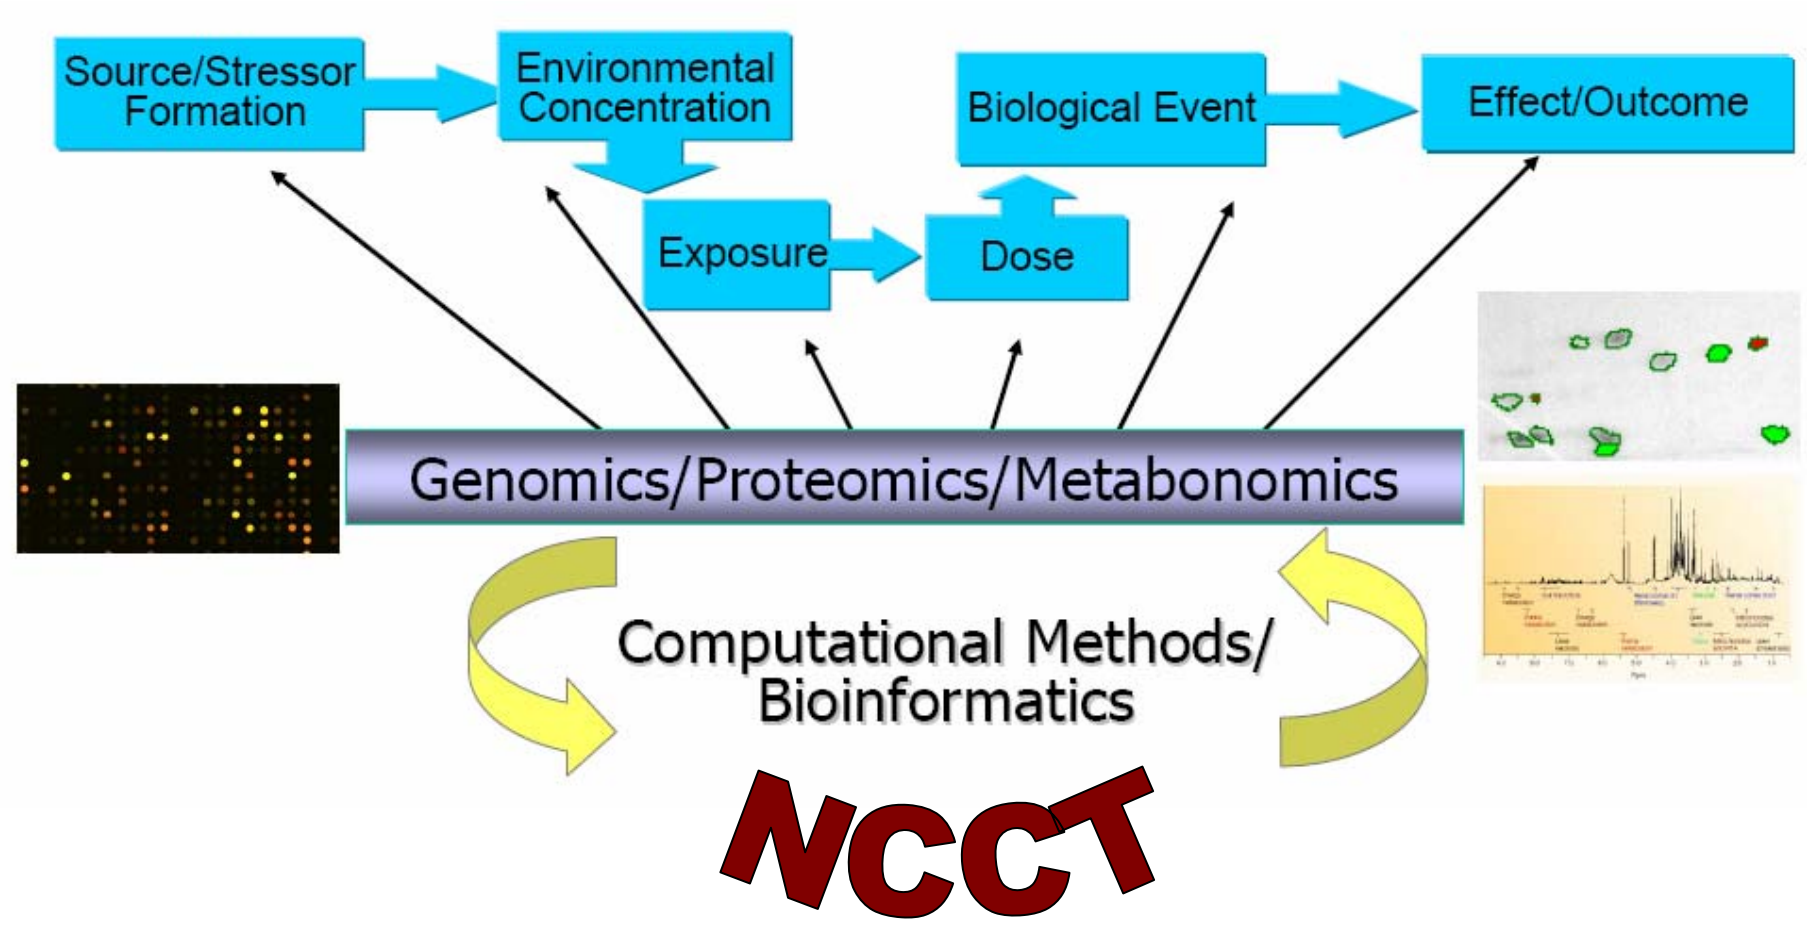 Source/Stressor
Formation
Environmental
Concentration
Biological Event
Effect/Outcome
Exposure
Dose
Genomics/Proteomics/Metabonomics
Computational Methods/
Bioinformatics
NCCT